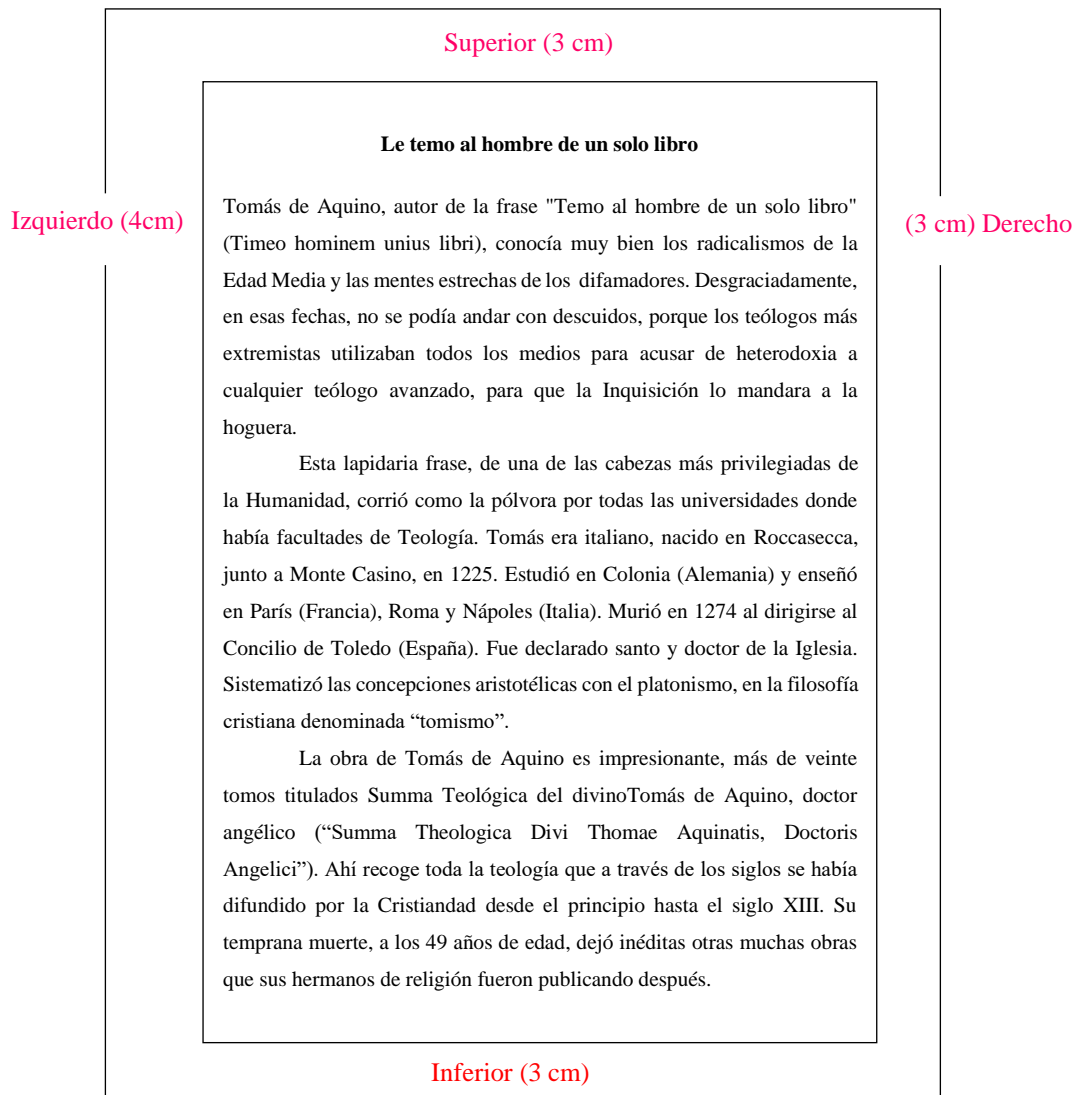 Superior (3 cm)
Le temo al hombre de un solo libro
Izquierdo (4cm)
(3 cm) Derecho
Tomás de Aquino, autor de la frase "Temo al hombre de un solo libro"
(Timeo hominem unius libri), conocía muy bien los radicalismos de la
Edad Media y las mentes estrechas de los difamadores. Desgraciadamente,
en esas fechas, no se podía andar con descuidos, porque los teólogos más
extremistas utilizaban todos los medios para acusar de heterodoxia a
cualquier teólogo avanzado, para que la Inquisición lo mandara a la
hoguera.
Esta lapidaria frase, de una de las cabezas más privilegiadas de
la Humanidad, corrió como la pólvora por todas las universidades donde
había facultades de Teología. Tomás era italiano, nacido en Roccasecca,
junto a Monte Casino, en 1225. Estudió en Colonia (Alemania) y enseñó
en París (Francia), Roma y Nápoles (Italia). Murió en 1274 al dirigirse al
Concilio de Toledo (España). Fue declarado santo y doctor de la Iglesia.
Sistematizó las concepciones aristotélicas con el platonismo, en la filosofía
cristiana denominada “tomismo”.
La obra de Tomás de Aquino es impresionante, más de veinte
tomos titulados Summa Teológica del divinoTomás de Aquino, doctor
angélico (“Summa Theologica Divi Thomae Aquinatis, Doctoris
Angelici”). Ahí recoge toda la teología que a través de los siglos se había
difundido por la Cristiandad desde el principio hasta el siglo XIII. Su
temprana muerte, a los 49 años de edad, dejó inéditas otras muchas obras
que sus hermanos de religión fueron publicando después.
Inferior (3 cm)